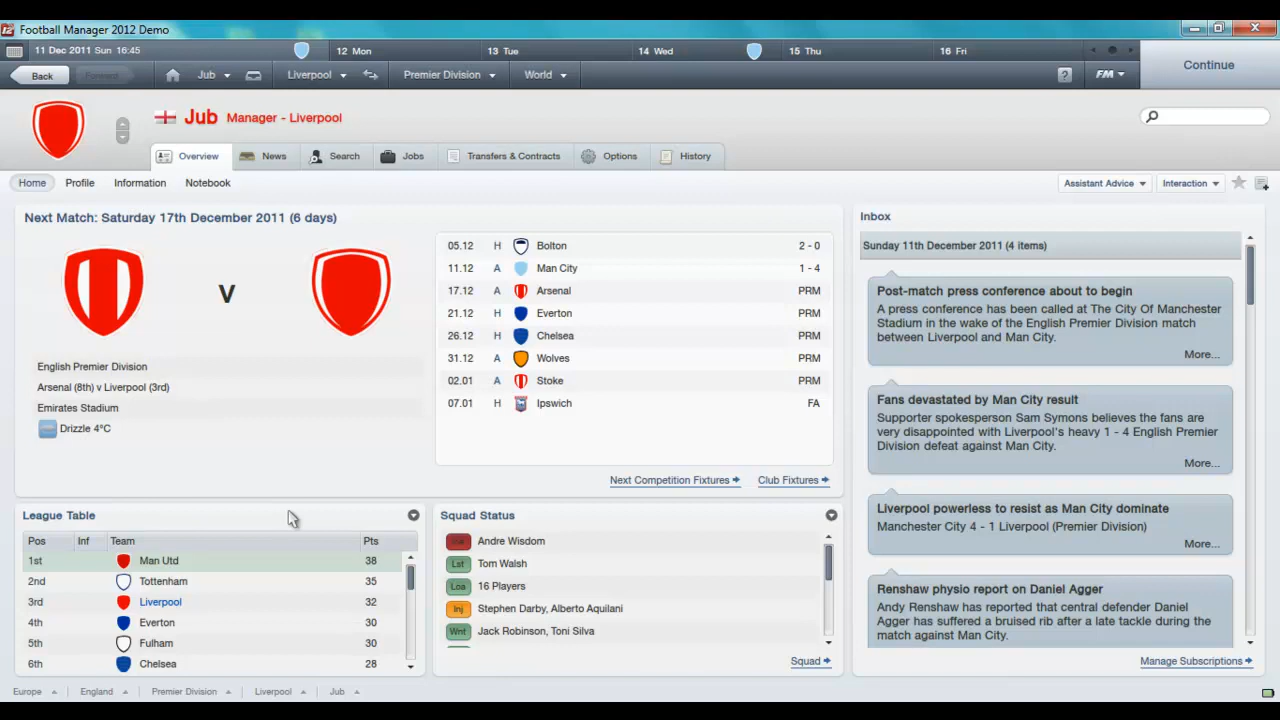 Football Manager 2012 Demo
11 Dec 2011 Sun 16:45 12 Mon 13 Tue 14 Wed 15 Thu 16 Fri
Continue
Back Forward Jub Liverpool Premier Division World ? FM
Jub Manager - Liverpool
Overview News Search Jobs Transfers & Contracts Options History
Home Profile Information Notebook Assistant Advice Interaction
Next Match: Saturday 17th December 2011 (6 days)
V
English Premier Division
Arsenal (8th) v Liverpool (3rd)
Emirates Stadium
Drizzle 4°C
05.12 H Bolton 2 - 0
11.12 A Man City 1 - 4
17.12 A Arsenal PRM
21.12 H Everton PRM
26.12 H Chelsea PRM
31.12 A Wolves PRM
02.01 A Stoke PRM
07.01 H Ipswich FA
Next Competition Fixtures Club Fixtures
Inbox
Sunday 11th December 2011 (4 items)
Post-match press conference about to begin
A press conference has been called at The City Of Manchester
Stadium in the wake of the English Premier Division match
between Liverpool and Man City.
More...
Fans devastated by Man City result
Supporter spokesperson Sam Symons believes the fans are
very disappointed with Liverpool's heavy 1 - 4 English Premier
Division defeat against Man City.
More...
Liverpool powerless to resist as Man City dominate
Manchester City 4 - 1 Liverpool (Premier Division)
More...
Renshaw physio report on Daniel Agger
Andy Renshaw has reported that central defender Daniel
Agger has suffered a bruised rib after a late tackle during the
match against Man City.
Manage Subscriptions
League Table
Pos Inf Team Pts
1st Man Utd 38
2nd Tottenham 35
3rd Liverpool 32
4th Everton 30
5th Fulham 30
6th Chelsea 28
Squad Status
Andre Wisdom
Lst Tom Walsh
Loa 16 Players
Inj Stephen Darby, Alberto Aquilani
Wnt Jack Robinson, Toni Silva
Squad
Europe England Premier Division Liverpool Jub